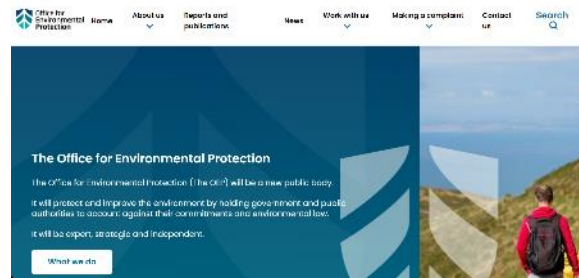 Office for
Environmental
Protection
Home
About us
Reports and
publications
News
Work with us
Making a complaint
Contact
us
Search
The Office for Environmental Protection
The Office for Environmental Protection (The OEP) will be a new public body.
It will protect and improve the environment by holding government and public
authorities to account against their commitments and environmental law.
It will be expert, strategic and independent.
What we do